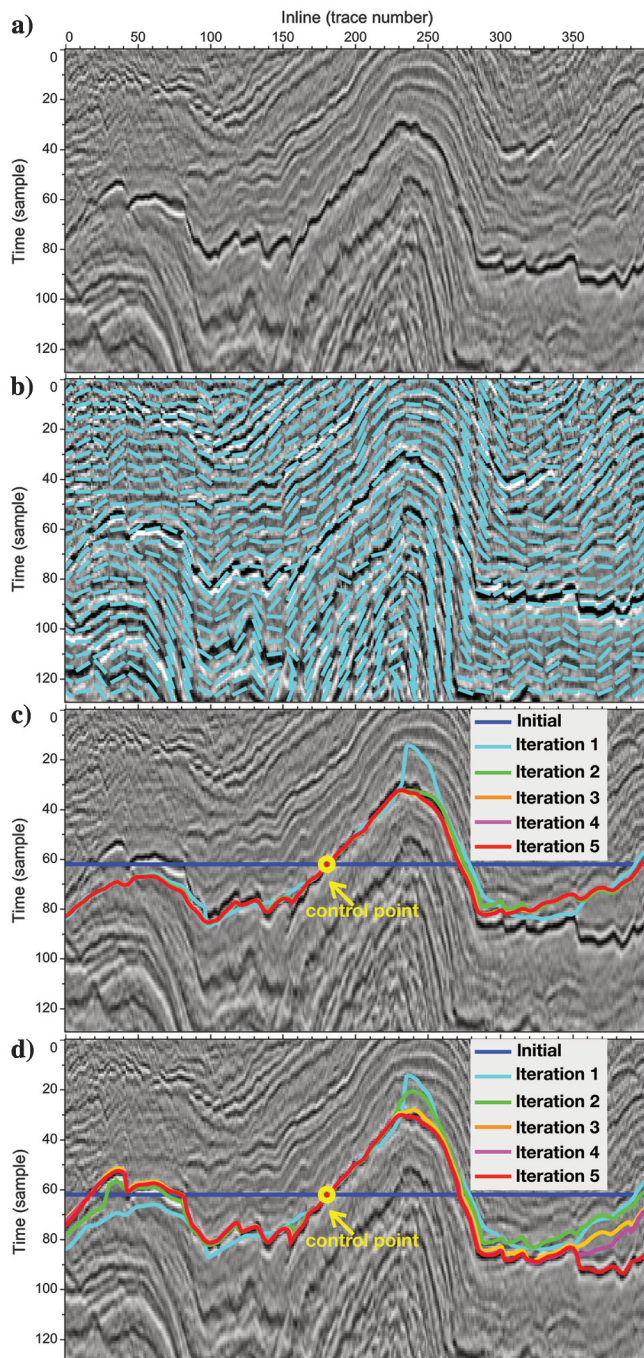 Inline (trace number)
a)
0 50 100 150 200 250 300 350
0
20
40
60
80
100
120
Time (sample)
b)
0
20
40
60
80
100
120
Time (sample)
c)
0
20
40
60
80
100
120
Time (sample)
Initial
Iteration 1
Iteration 2
Iteration 3
Iteration 4
Iteration 5
control point
d)
0
20
40
60
80
100
120
Time (sample)
Initial
Iteration 1
Iteration 2
Iteration 3
Iteration 4
Iteration 5
control point